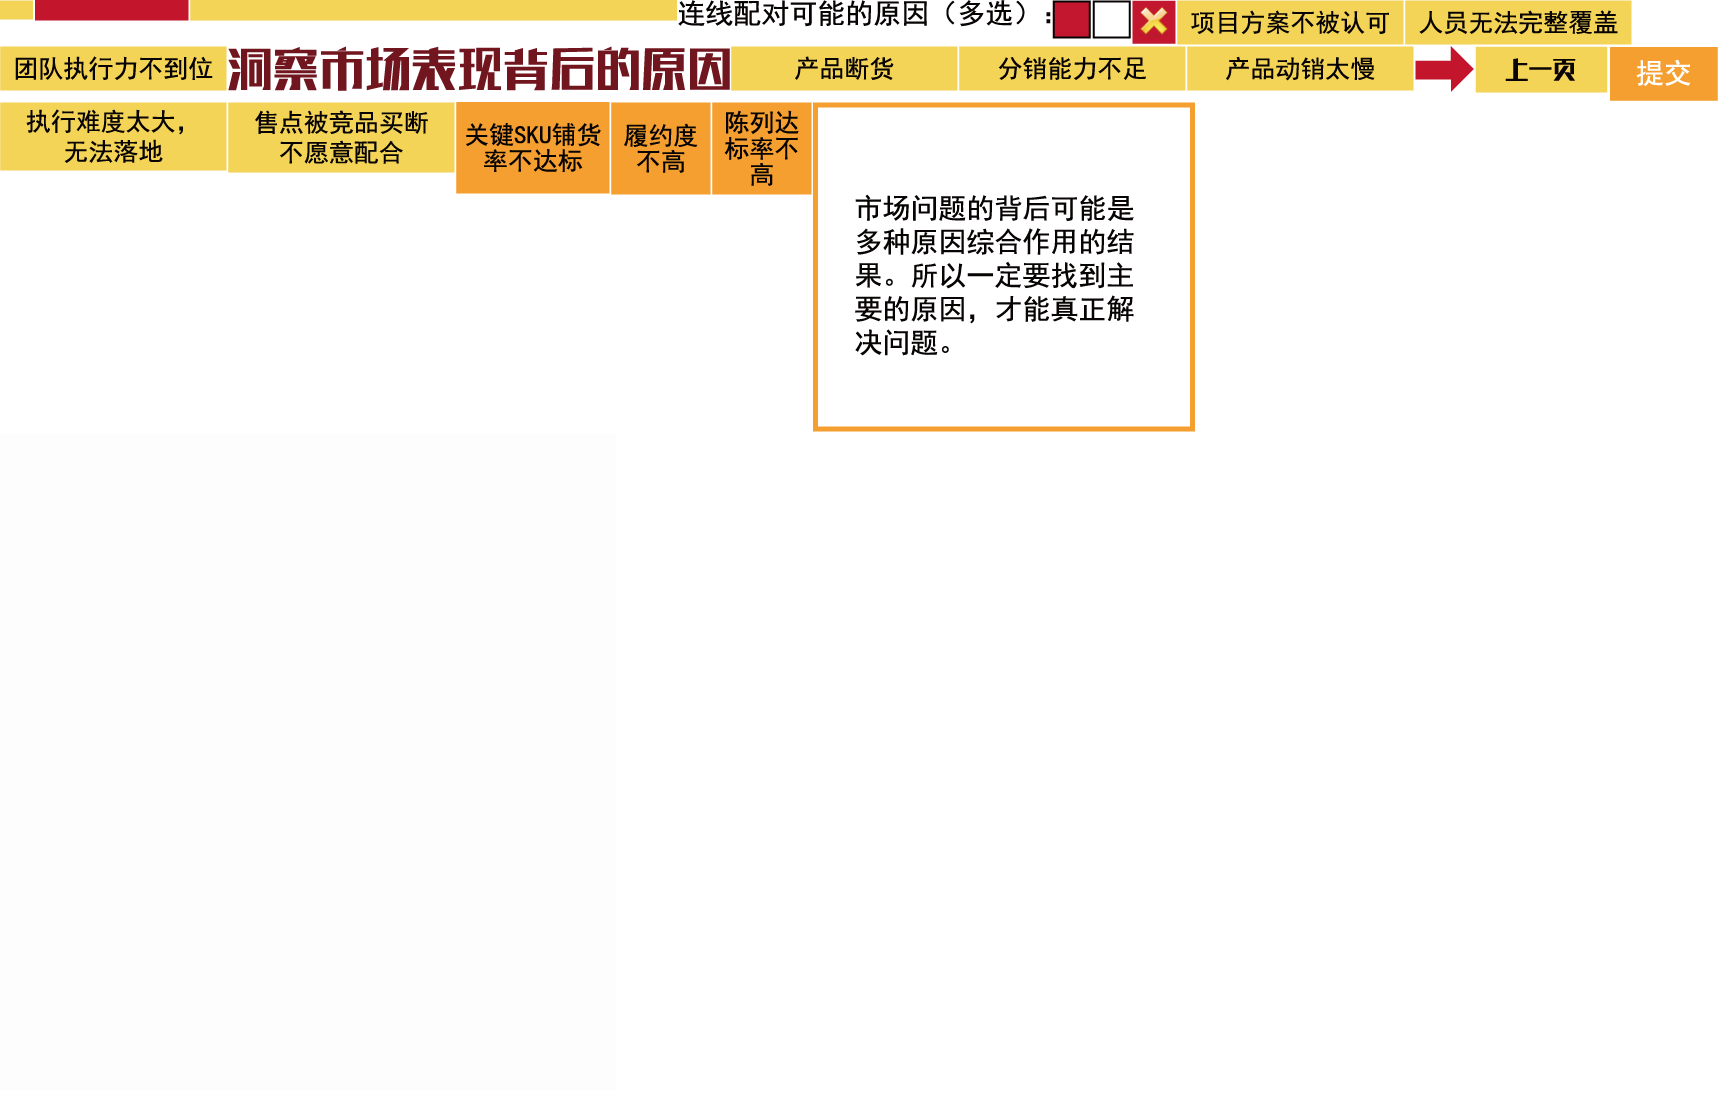 连线配对可能的原因（多选）：
项目方案不被认可
人员无法完整覆盖
团队执行力不到位
洞察市场表现背后的原因
产品断货
分销能力不足
产品动销太慢
上一页
提交
执行难度太大，
无法落地
售点被竞品买断
不愿意配合
关键SKU铺货
率不达标
履约度
不高
陈列达
标率不
高
市场问题的背后可能是
多种原因综合作用的结
果。所以一定要找到主
要的原因，才能真正解
决问题。